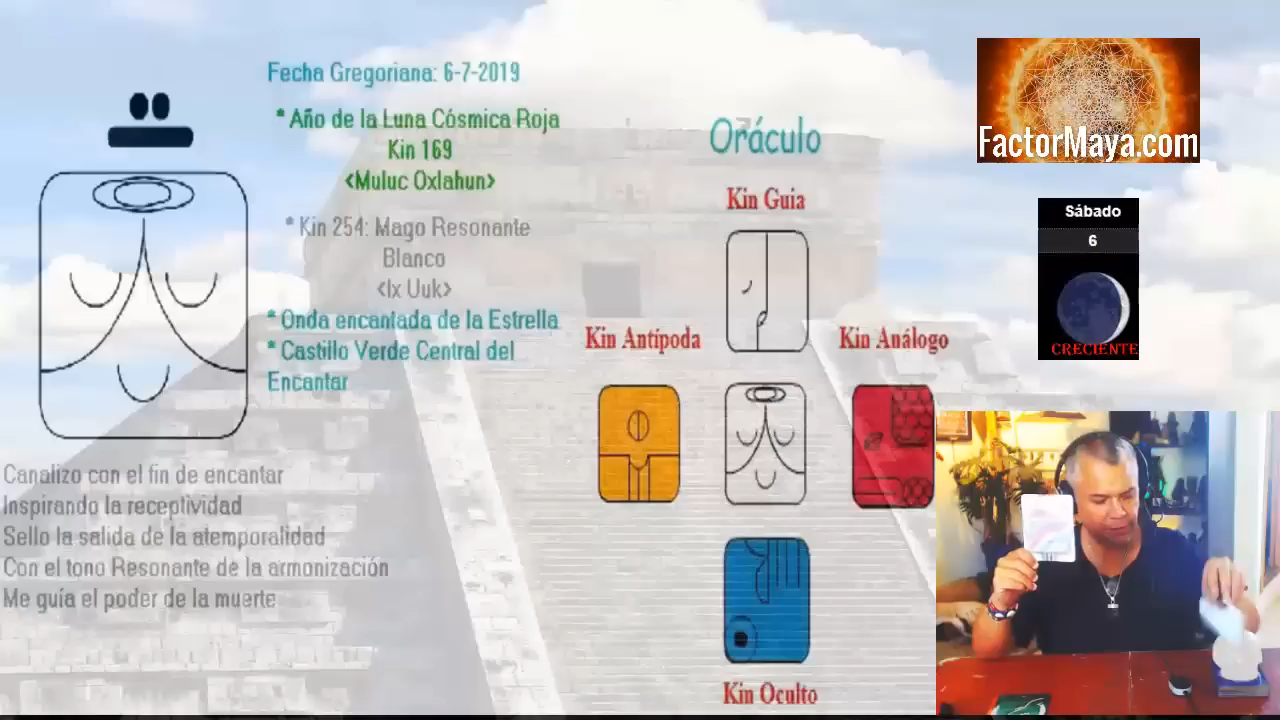 Fecha Gregoriana: 6-7-2019
* Año de la Luna Cósmica Roja
Kin 169
<Muluc Oxlahun>
* Kin 254: Mago Resonante
Blanco
<Ix Uuk>
* Onda encantada de la Estrella
* Castillo Verde Central del
Encantar
Canalizo con el fin de encantar
Inspirando la receptividad
Sello la salida de la atemporalidad
Con el tono Resonante de la armonización
Me guía el poder de la muerte
Oráculo
Kin Guia
Kin Antípoda
Kin Análogo
Kin Oculto
FactorMaya.com
Sábado
6
CRECIENTE